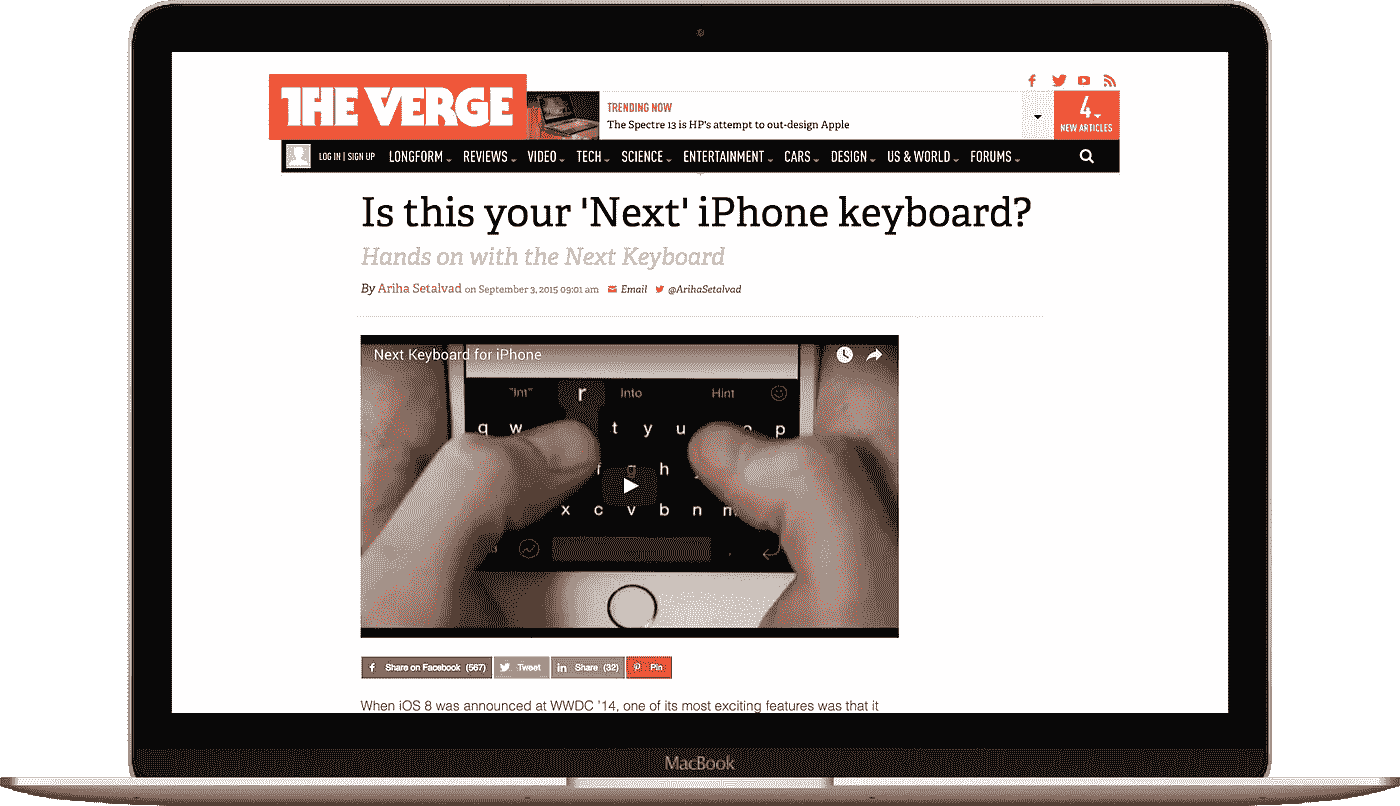 THE VERGE
TRENDING NOW
The Spectre 13 is HP's attempt to out-design Apple
4
NEW ARTICLES
LOG IN | SIGN UP LONGFORM REVIEWS VIDEO TECH SCIENCE ENTERTAINMENT CARS DESIGN US & WORLD FORUMS
Is this your 'Next' iPhone keyboard?
Hands on with the Next Keyboard
By Ariha Setalvad on September 3, 2015 09:01 am Email @ArihaSetalvad
Next Keyboard for iPhone
"Int" r Into Hint
q w t y u p
f g h
x c v b n m
Share on Facebook (567) Tweet Share (32) Pin
When iOS 8 was announced at WWDC '14, one of its most exciting features was that it
MacBook